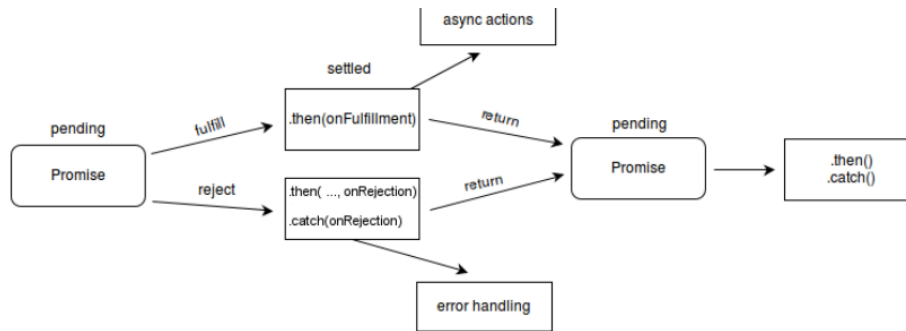 async actions
settled
.then(onFulfillment)
pending
fulfill
return
pending
Promise
Promise
.then()
.catch()
reject
.then( ..., onRejection)
.catch(onRejection)
return
error handling